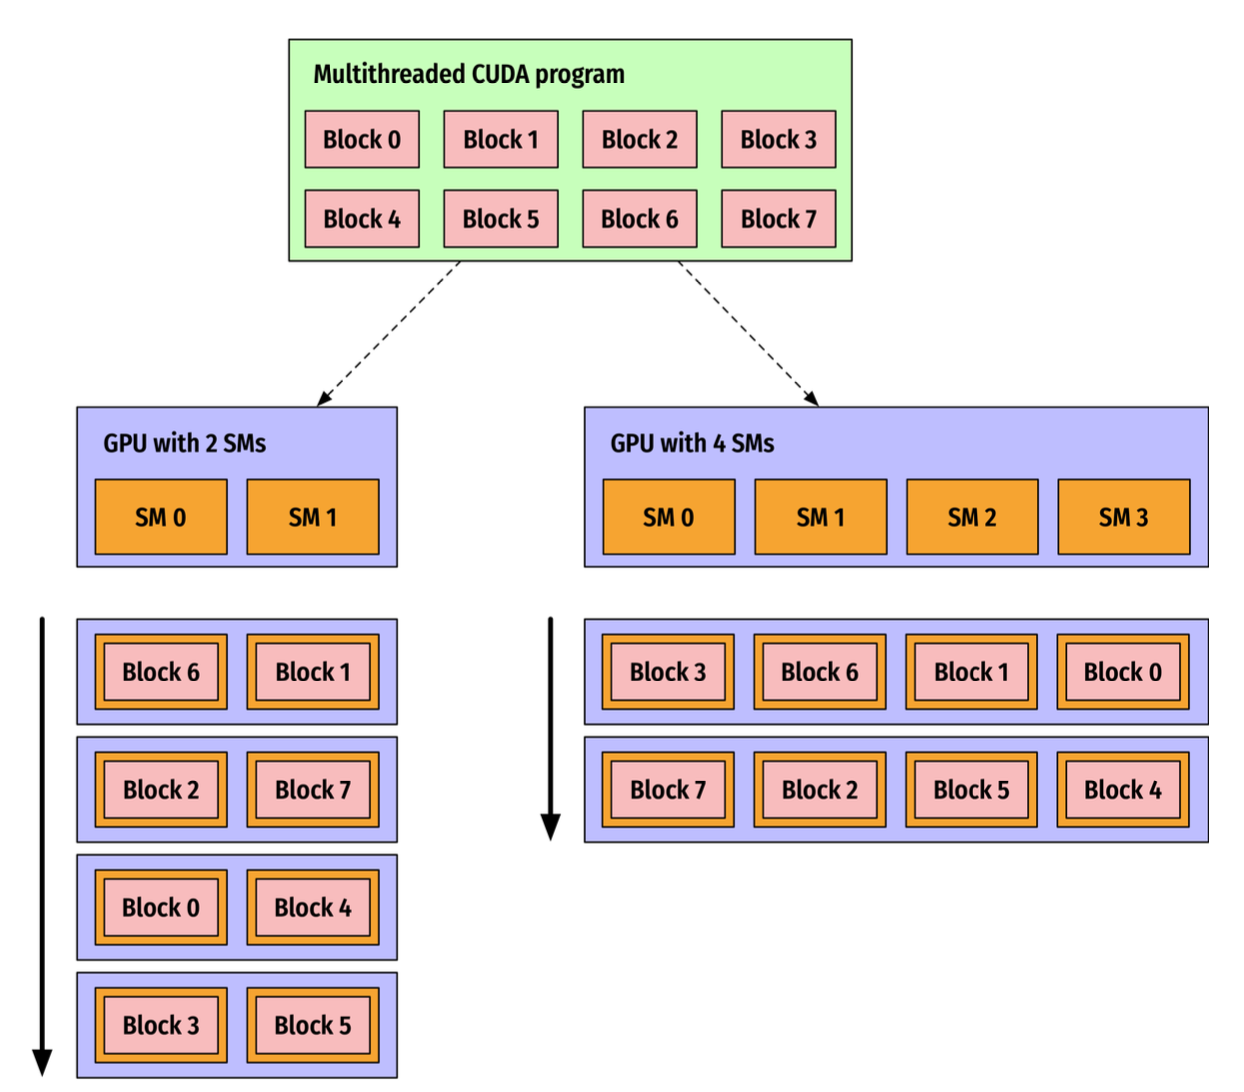 Multithreaded CUDA program
Block 0 Block 1 Block 2 Block 3
Block 4 Block 5 Block 6 Block 7
GPU with 2 SMs
SM 0 SM 1
Block 6 Block 1
Block 2 Block 7
Block 0 Block 4
Block 3 Block 5
GPU with 4 SMs
SM 0 SM 1 SM 2 SM 3
Block 3 Block 6 Block 1 Block 0
Block 7 Block 2 Block 5 Block 4